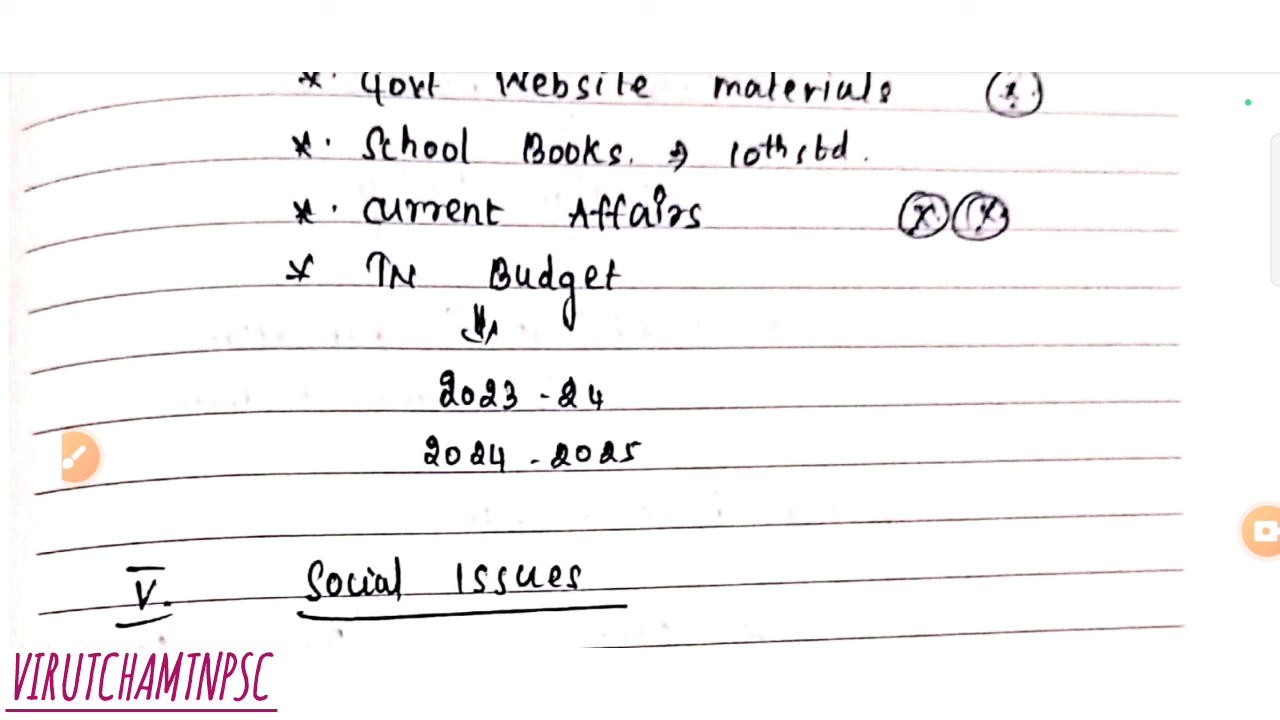 * · Govt Website materials (*)
* · School Books. ⇒ 10th std.
* · Current Affairs (*) (*)
* TN Budget
2023 - 24
2024 - 2025
V. Social Issues
VIRUTCHAMTNPSC